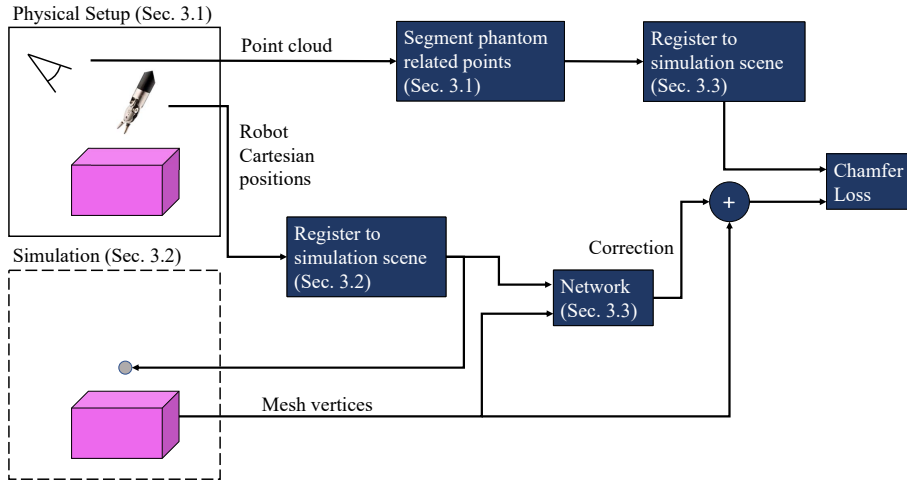 Physical Setup (Sec. 3.1)
Point cloud
Segment phantom
related points
(Sec. 3.1)
Register to
simulation scene
(Sec. 3.3)
Robot
Cartesian
positions
Chamfer
Loss
+
Register to
simulation scene
(Sec. 3.2)
Correction
Simulation (Sec. 3.2)
Network
(Sec. 3.3)
Mesh vertices